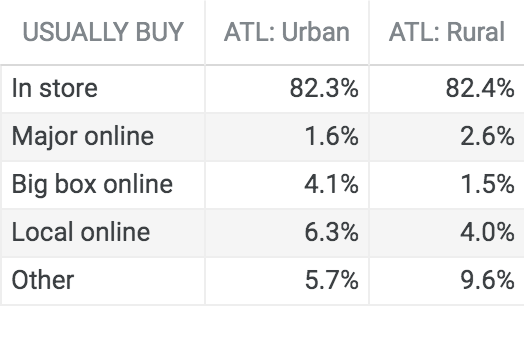 USUALLY BUY ATL: Urban ATL: Rural
In store 82.3% 82.4%
Major online 1.6% 2.6%
Big box online 4.1% 1.5%
Local online 6.3% 4.0%
Other 5.7% 9.6%